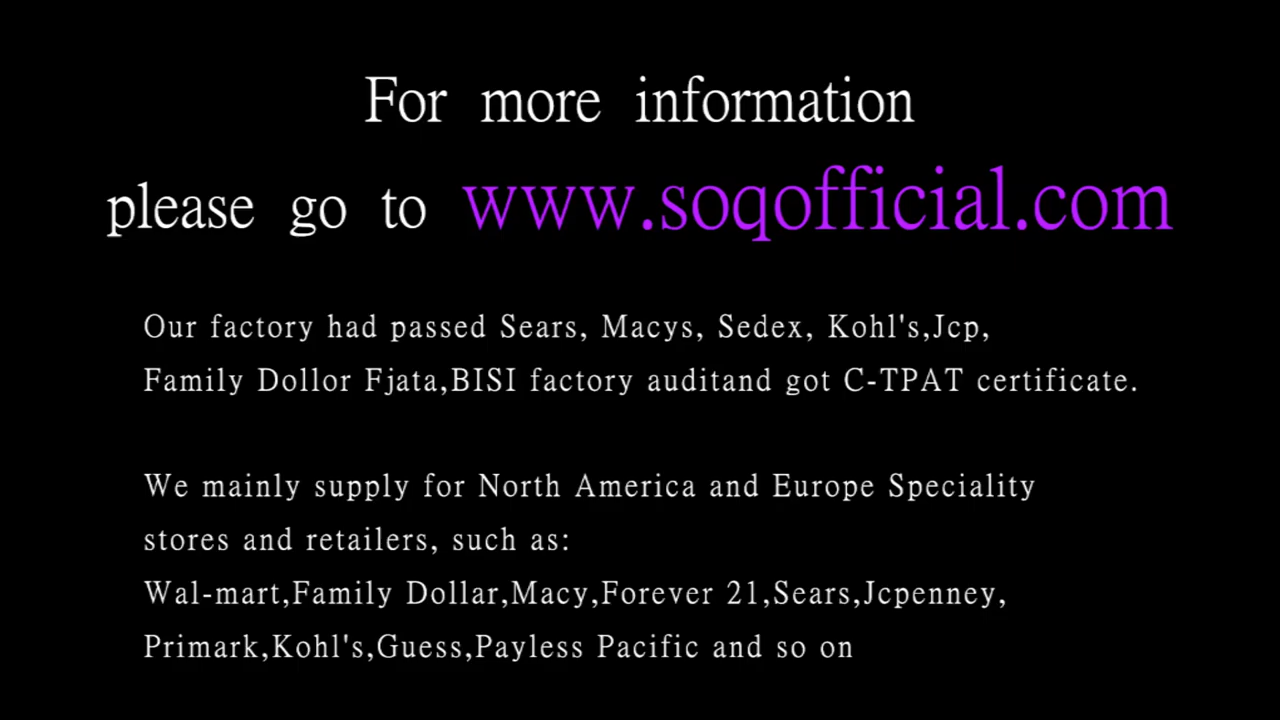 For more information
please go to www.soqofficial.com
Our factory had passed Sears, Macys, Sedex, Kohl's,Jcp,
Family Dollor Fjata,BISI factory auditand got C-TPAT certificate.
We mainly supply for North America and Europe Speciality
stores and retailers, such as:
Wal-mart,Family Dollar,Macy,Forever 21,Sears,Jcpenney,
Primark,Kohl's,Guess,Payless Pacific and so on